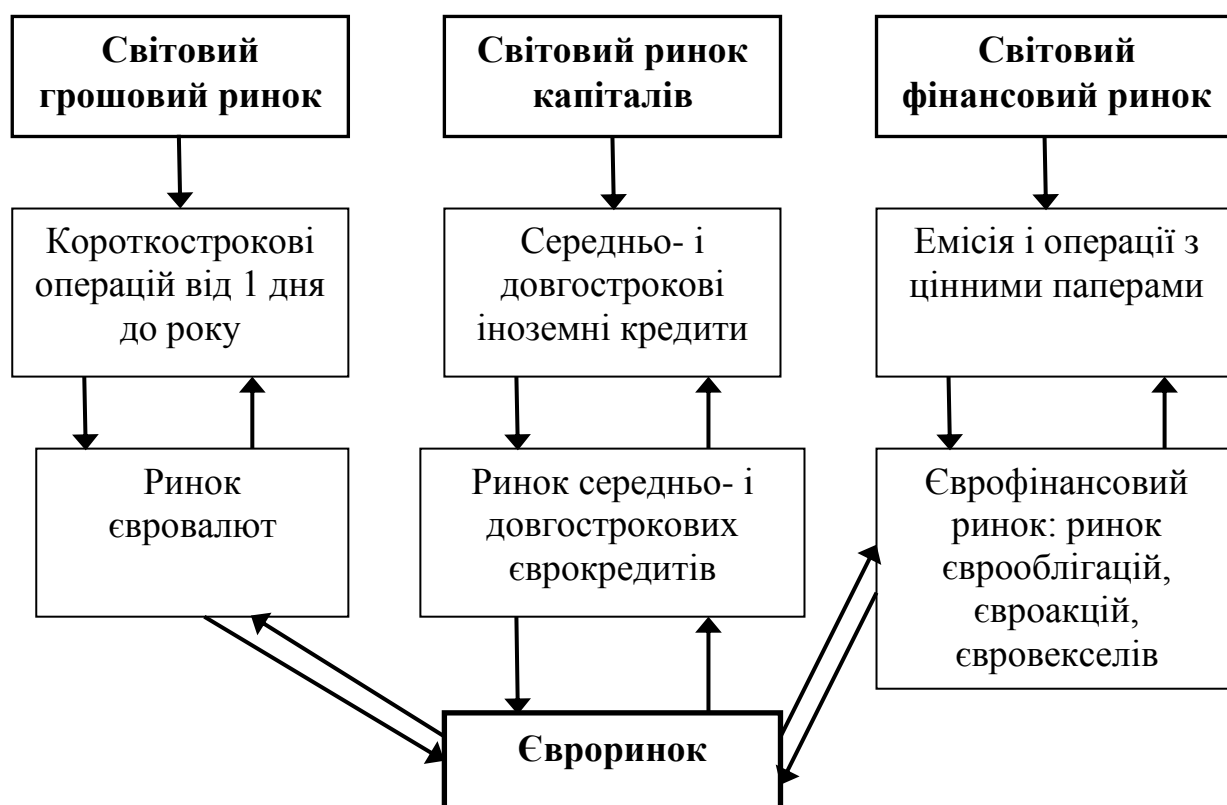 Світовий
грошовий ринок
Світовий ринок
капіталів
Світовий
фінансовий ринок
Короткострокові
операцій від 1 дня
до року
Середньо- і
довгострокові
іноземні кредити
Емісія і операції з
цінними паперами
Ринок
євровалют
Ринок середньо- і
довгострокових
єврокредитів
Єврофінансовий
ринок: ринок
єврооблігацій,
євроакцій,
євровекселів
Євроринок